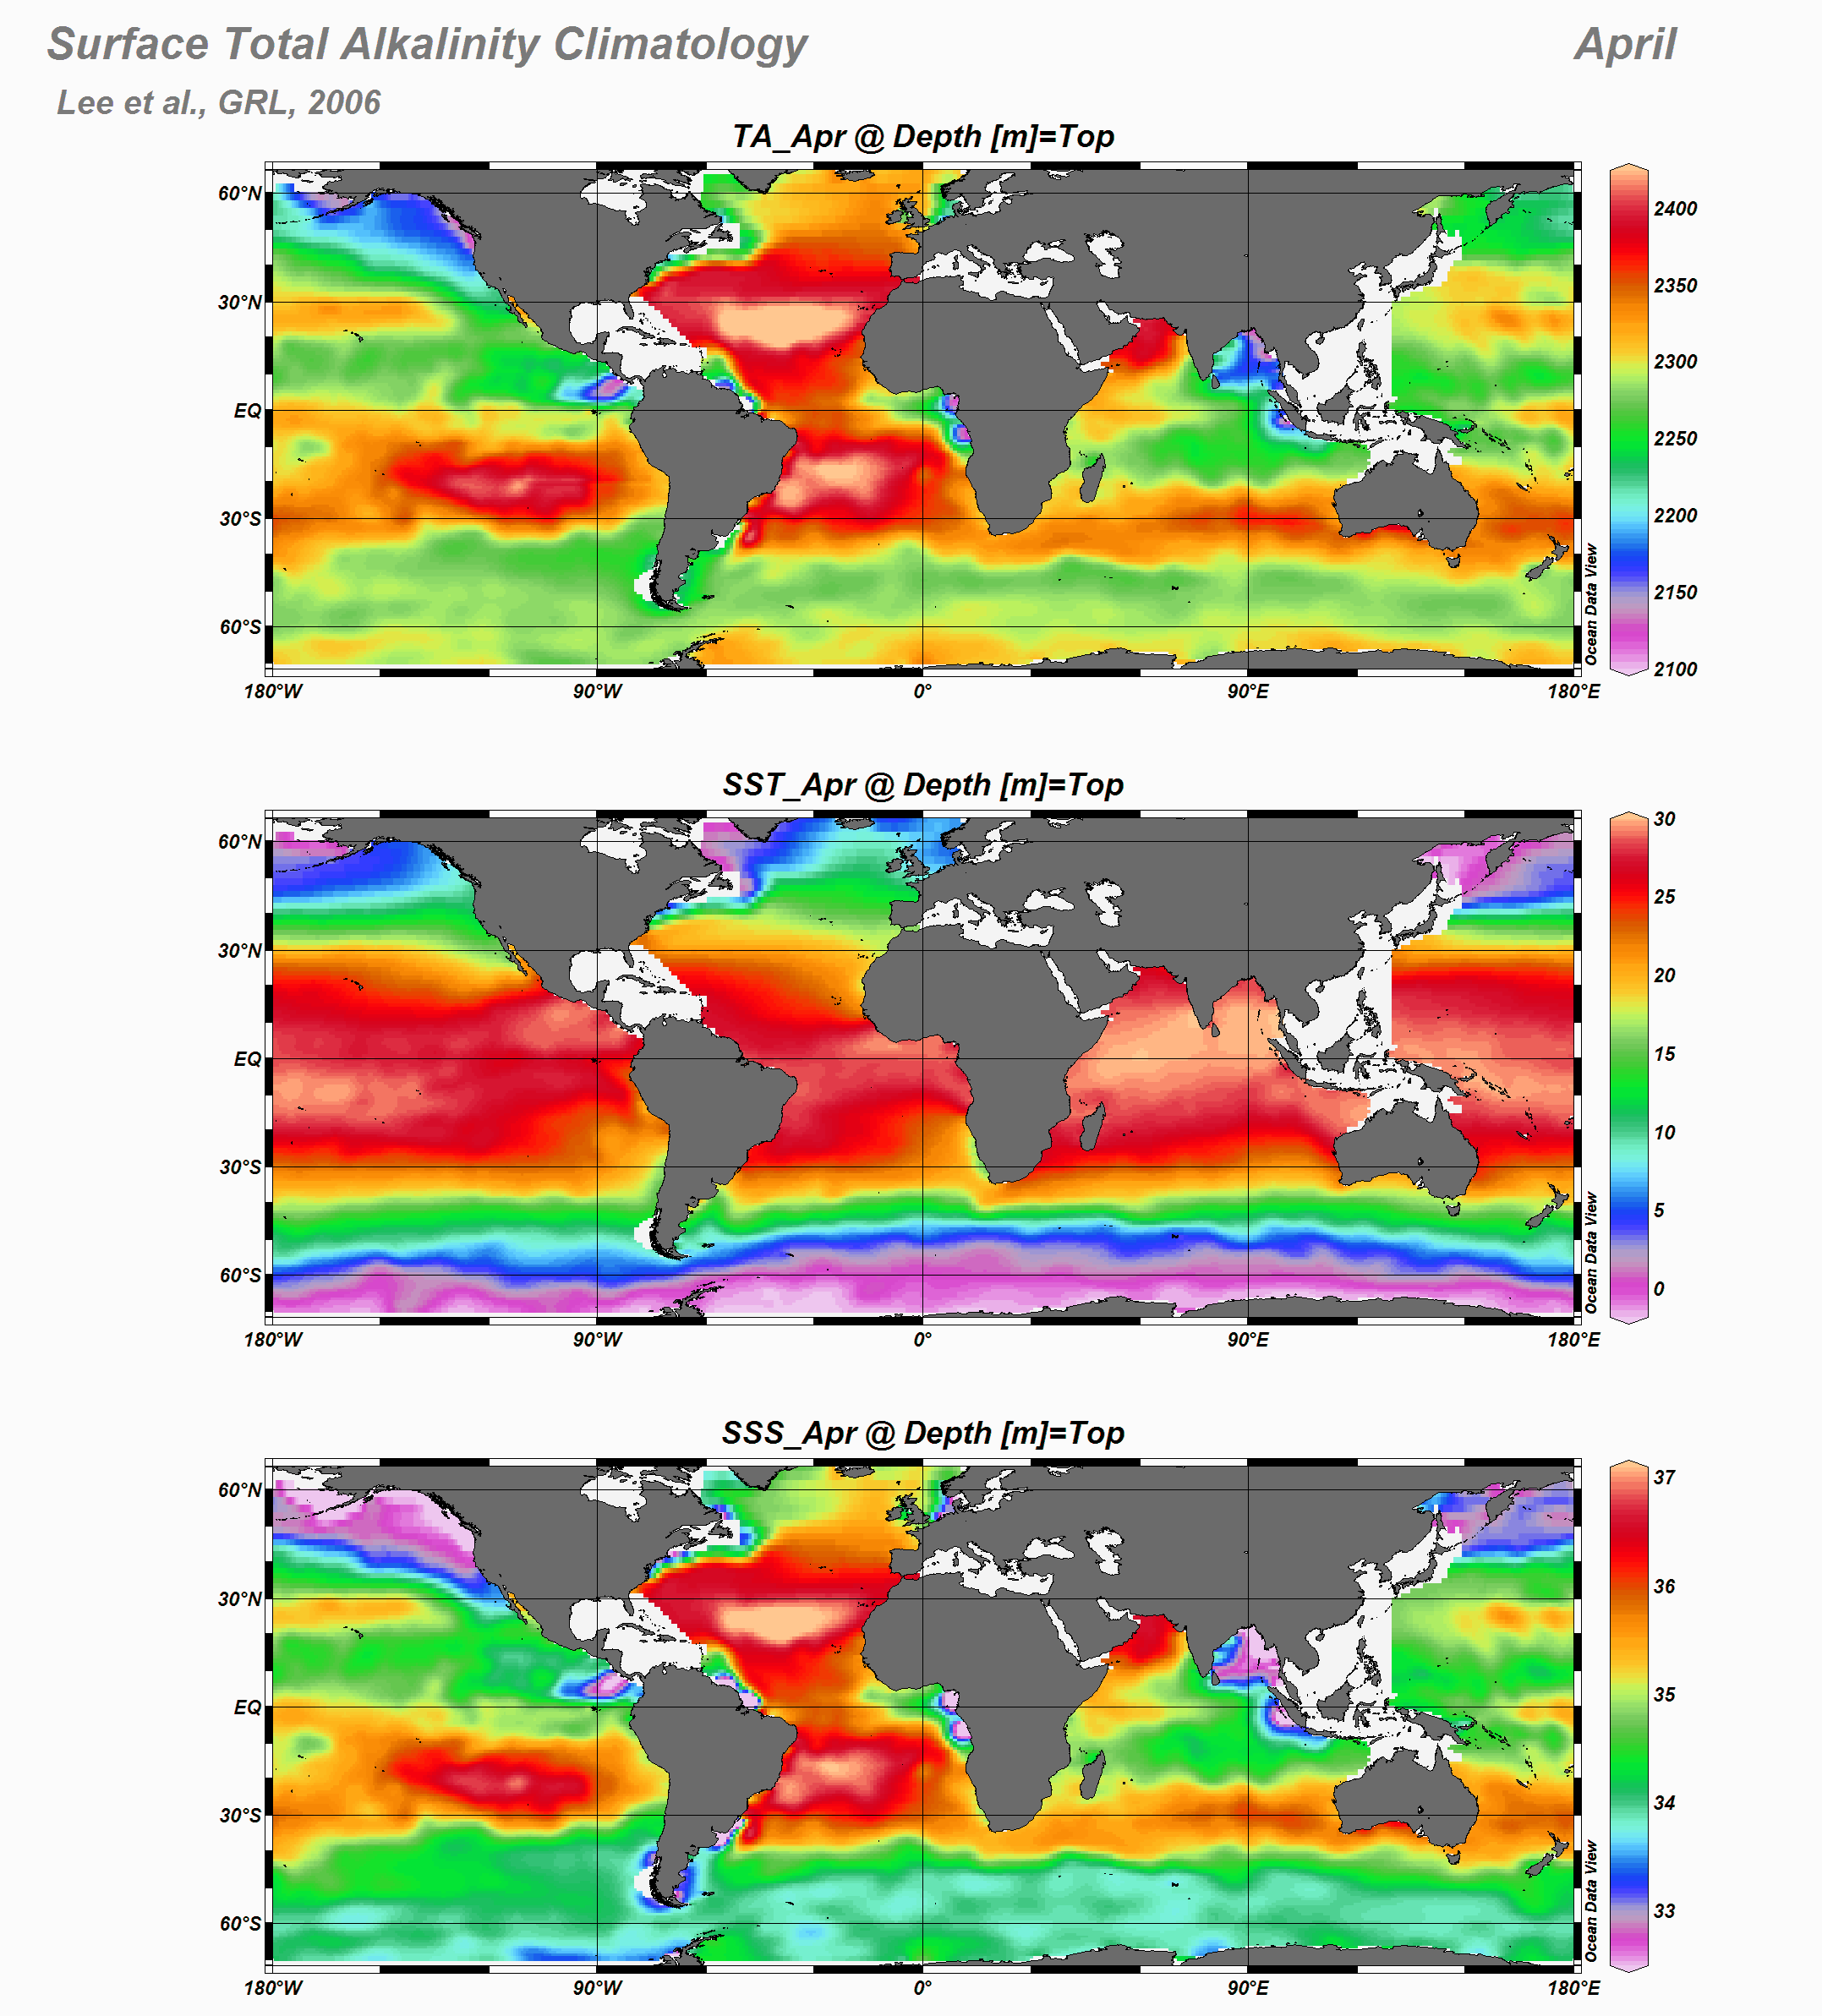 Surface Total Alkalinity Climatology
April
Lee et al., GRL, 2006
TA_Apr @ Depth [m]=Top
60°N
30°N
EQ
30°S
60°S
180°W
90°W
0°
90°E
180°E
Ocean Data View
2400
2350
2300
2250
2200
2150
2100
SST_Apr @ Depth [m]=Top
60°N
30°N
EQ
30°S
60°S
180°W
90°W
0°
90°E
180°E
Ocean Data View
30
25
20
15
10
5
0
SSS_Apr @ Depth [m]=Top
60°N
30°N
EQ
30°S
60°S
180°W
90°W
0°
90°E
180°E
Ocean Data View
37
36
35
34
33